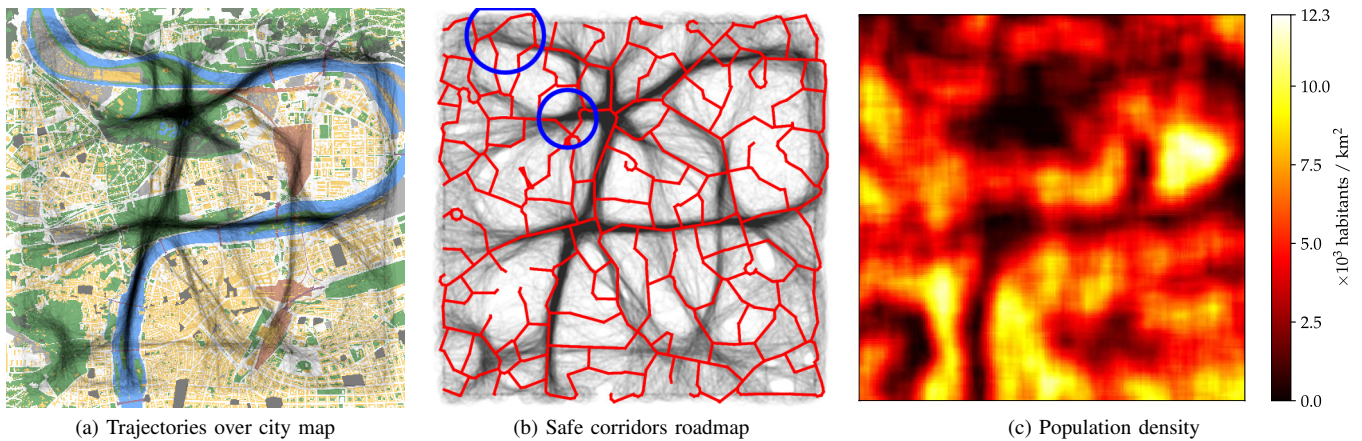 12.3
10.0
7.5
5.0
2.5
0.0
×10³ habitants / km²
(a) Trajectories over city map
(b) Safe corridors roadmap
(c) Population density